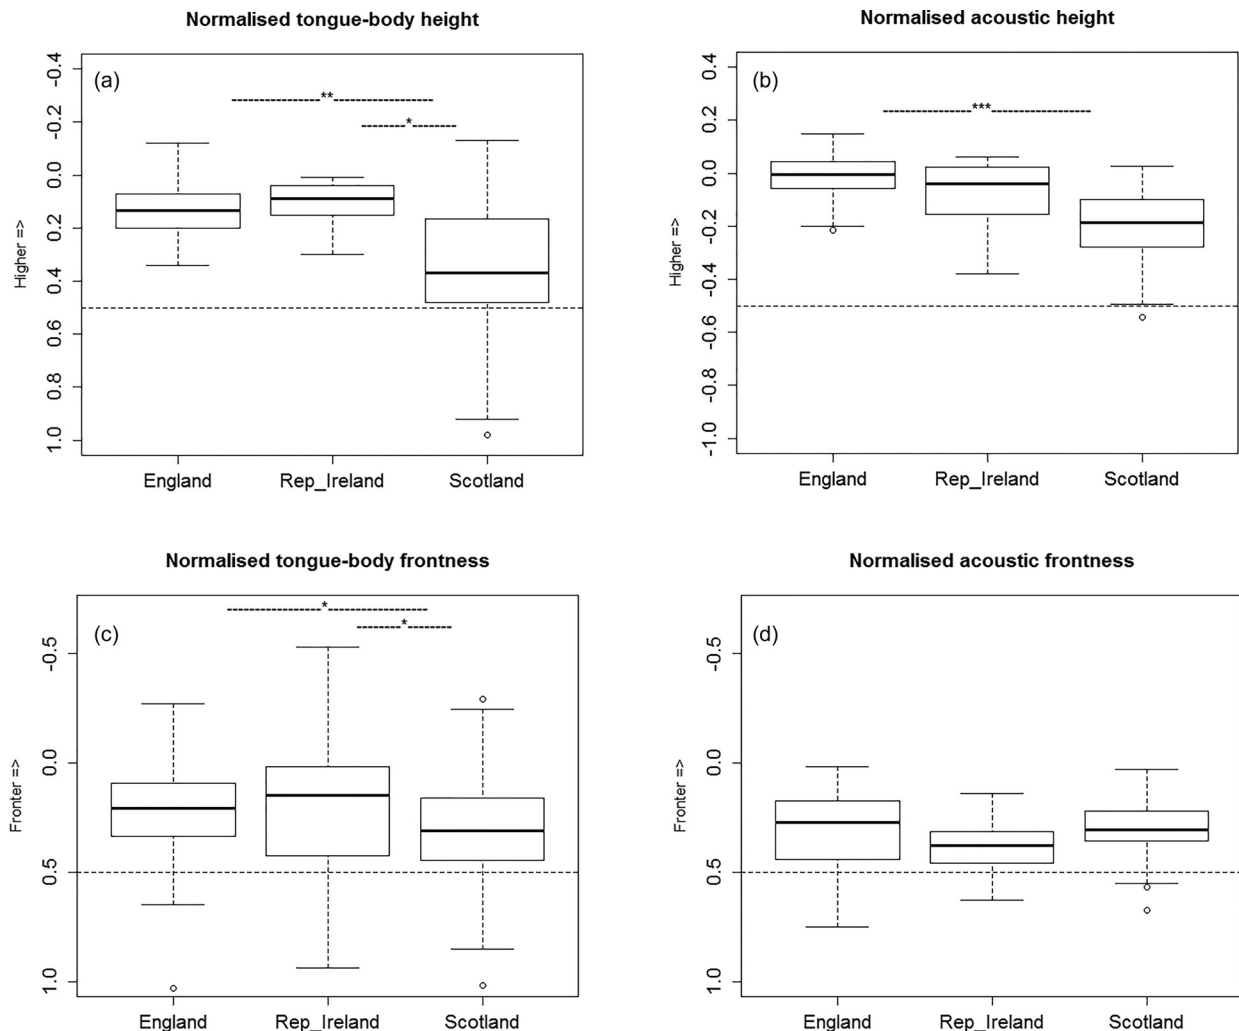 Normalised tongue-body height
(a)
**
*
Higher =>
-0.4
-0.2
0.0
0.2
0.4
0.6
0.8
1.0
England
Rep_Ireland
Scotland
Normalised acoustic height
(b)
***
Higher =>
0.4
0.2
0.0
-0.2
-0.4
-0.6
-0.8
-1.0
England
Rep_Ireland
Scotland
Normalised tongue-body frontness
(c)
*
*
Fronter =>
-0.5
0.0
0.5
1.0
England
Rep_Ireland
Scotland
Normalised acoustic frontness
(d)
Fronter =>
-0.5
0.0
0.5
1.0
England
Rep_Ireland
Scotland